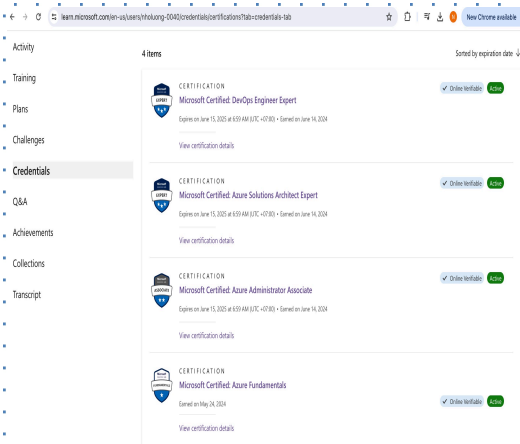 learn.microsoft.com/en-us/users/nholuong-0040/credentials/certifications?tab=credentials-tab
New Chrome available
Activity
Training
Plans
Challenges
Credentials
Q&A
Achievements
Collections
Transcript
4 items
Sorted by expiration date
CERTIFICATION
Microsoft Certified: DevOps Engineer Expert
Expires on June 15, 2025 at 6:59 AM (UTC +07:00) • Earned on June 14, 2024
View certification details
Online Verifiable Active
EXPERT
CERTIFICATION
Microsoft Certified: Azure Solutions Architect Expert
Expires on June 15, 2025 at 6:59 AM (UTC +07:00) • Earned on June 14, 2024
View certification details
Online Verifiable Active
EXPERT
CERTIFICATION
Microsoft Certified: Azure Administrator Associate
Expires on June 15, 2025 at 6:59 AM (UTC +07:00) • Earned on June 14, 2024
View certification details
Online Verifiable Active
ASSOCIATE
CERTIFICATION
Microsoft Certified: Azure Fundamentals
Earned on May 24, 2024
View certification details
Online Verifiable Active